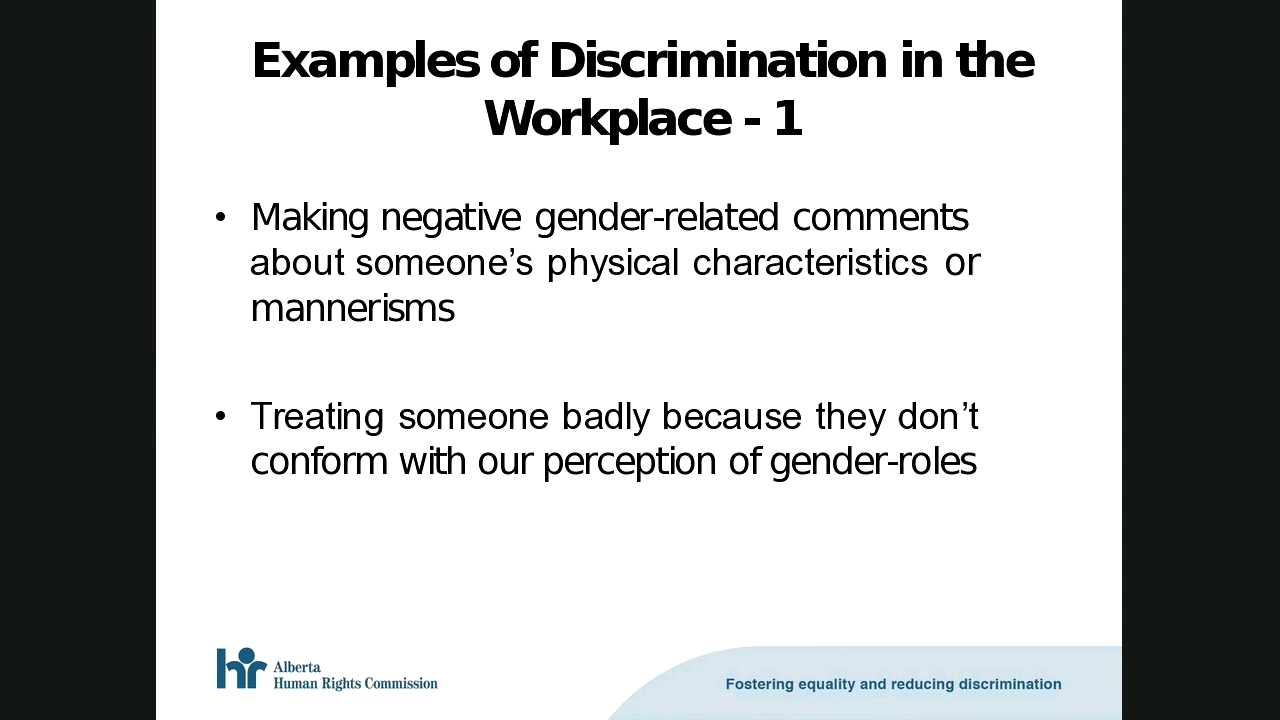 Examples of Discrimination in the
Workplace - 1
• Making negative gender-related comments
about someone’s physical characteristics or
mannerisms
• Treating someone badly because they don’t
conform with our perception of gender-roles
hr Alberta
Human Rights Commission
Fostering equality and reducing discrimination